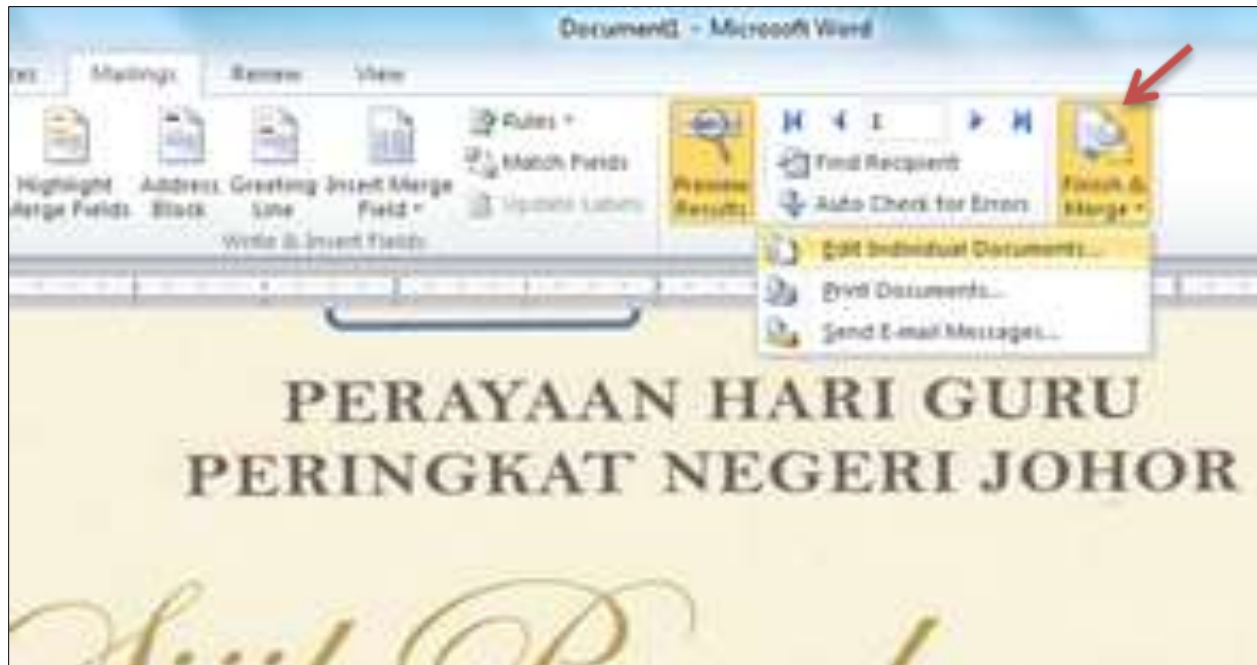 Document1 - Microsoft Word
Mailings Review View
Highlight Merge Fields
Address Block
Greeting Line
Insert Merge Field
Rules
Match Fields
Update Labels
Write & Insert Fields
Preview Results
1
Find Recipient
Auto Check for Errors
Finish & Merge
Edit Individual Documents...
Print Documents...
Send E-mail Messages...
PERAYAAN HARI GURU
PERINGKAT NEGERI JOHOR